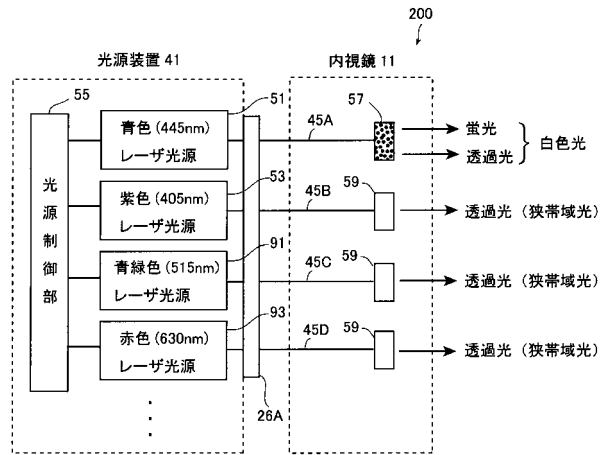 200
光源装置 41
内視鏡 11
55
光源制御部
51
青色(445nm)
レーザ光源
53
紫色(405nm)
レーザ光源
91
青緑色(515nm)
レーザ光源
93
赤色(630nm)
レーザ光源
26A
45A
45B
45C
45D
57
59
59
59
蛍光
透過光
白色光
透過光(狭帯域光)
透過光(狭帯域光)
透過光(狭帯域光)